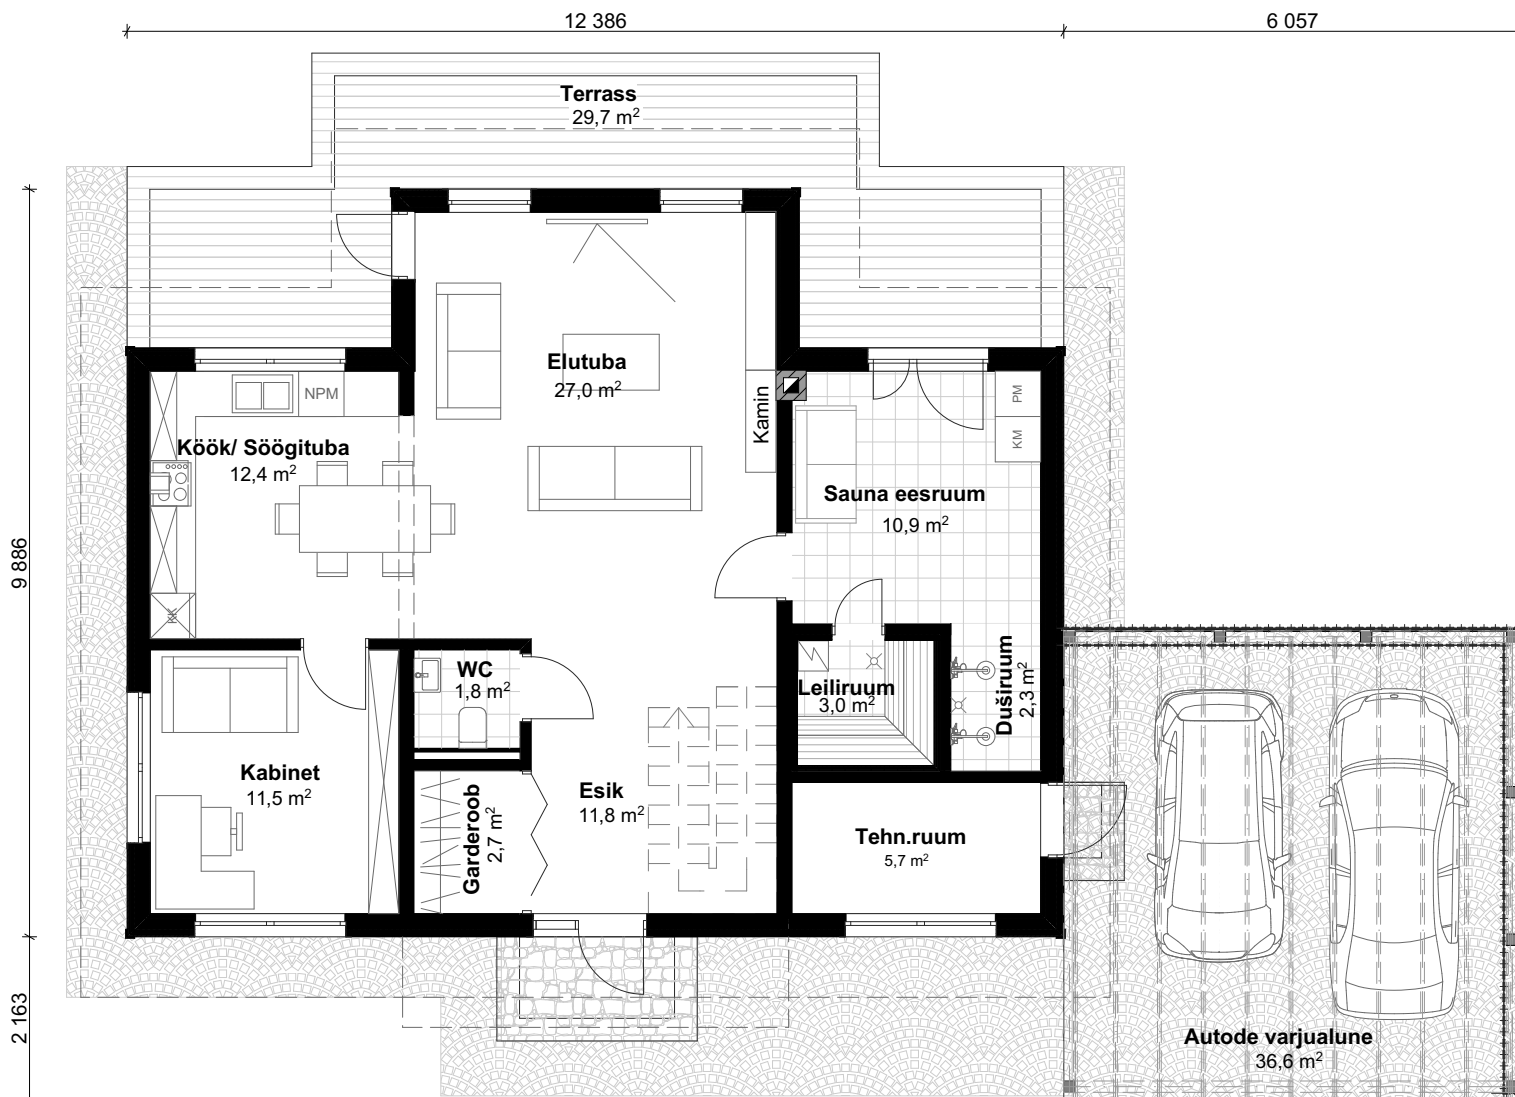 12 386
6 057
Terrass
29,7 m²
Elutuba
27,0 m²
NPM
Kamin
PM
KM
Köök/ Söögituba
12,4 m²
Sauna eesruum
10,9 m²
9 886
KK
WC
1,8 m²
Leiliruum
3,0 m²
Duširuum
2,3 m²
Kabinet
11,5 m²
Garderoob
2,7 m²
Esik
11,8 m²
Tehn.ruum
5,7 m²
2 163
Autode varjualune
36,6 m²